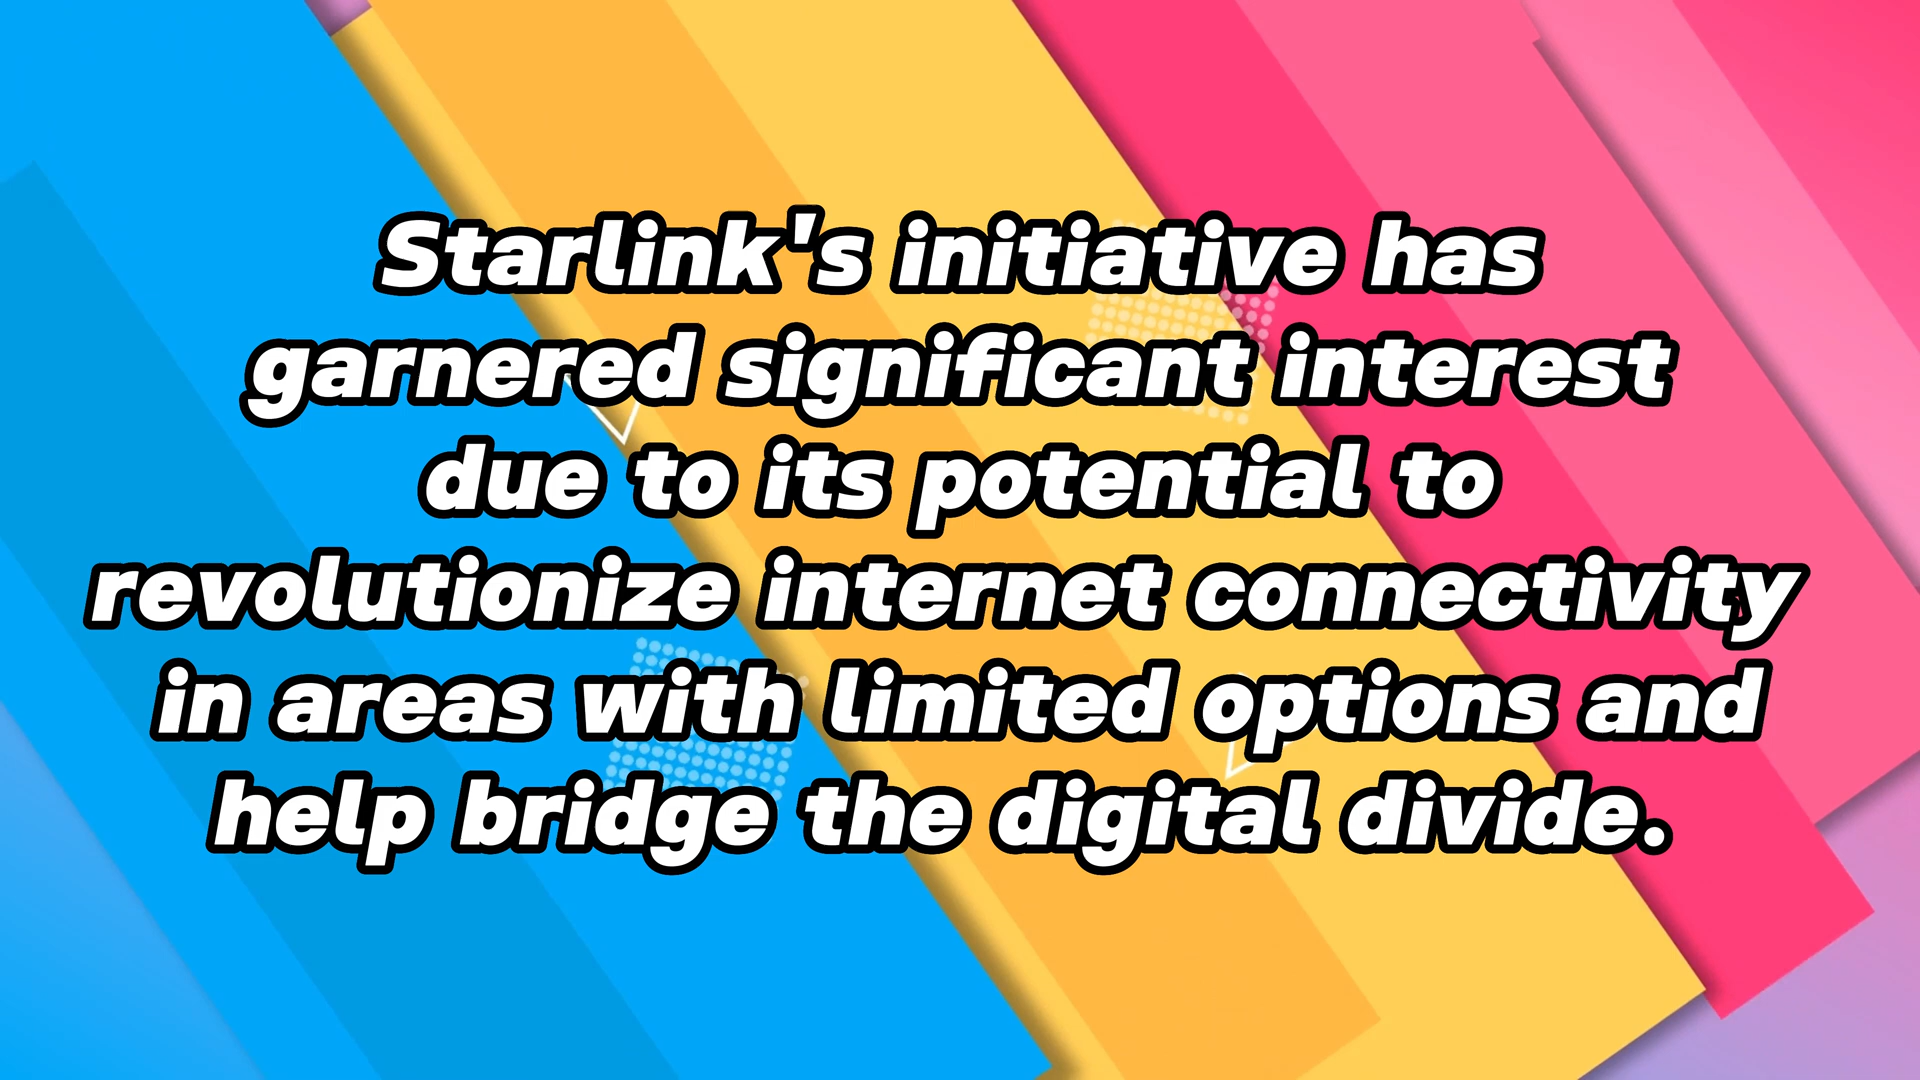 Starlink's initiative has
garnered significant interest
due to its potential to
revolutionize internet connectivity
in areas with limited options and
help bridge the digital divide.